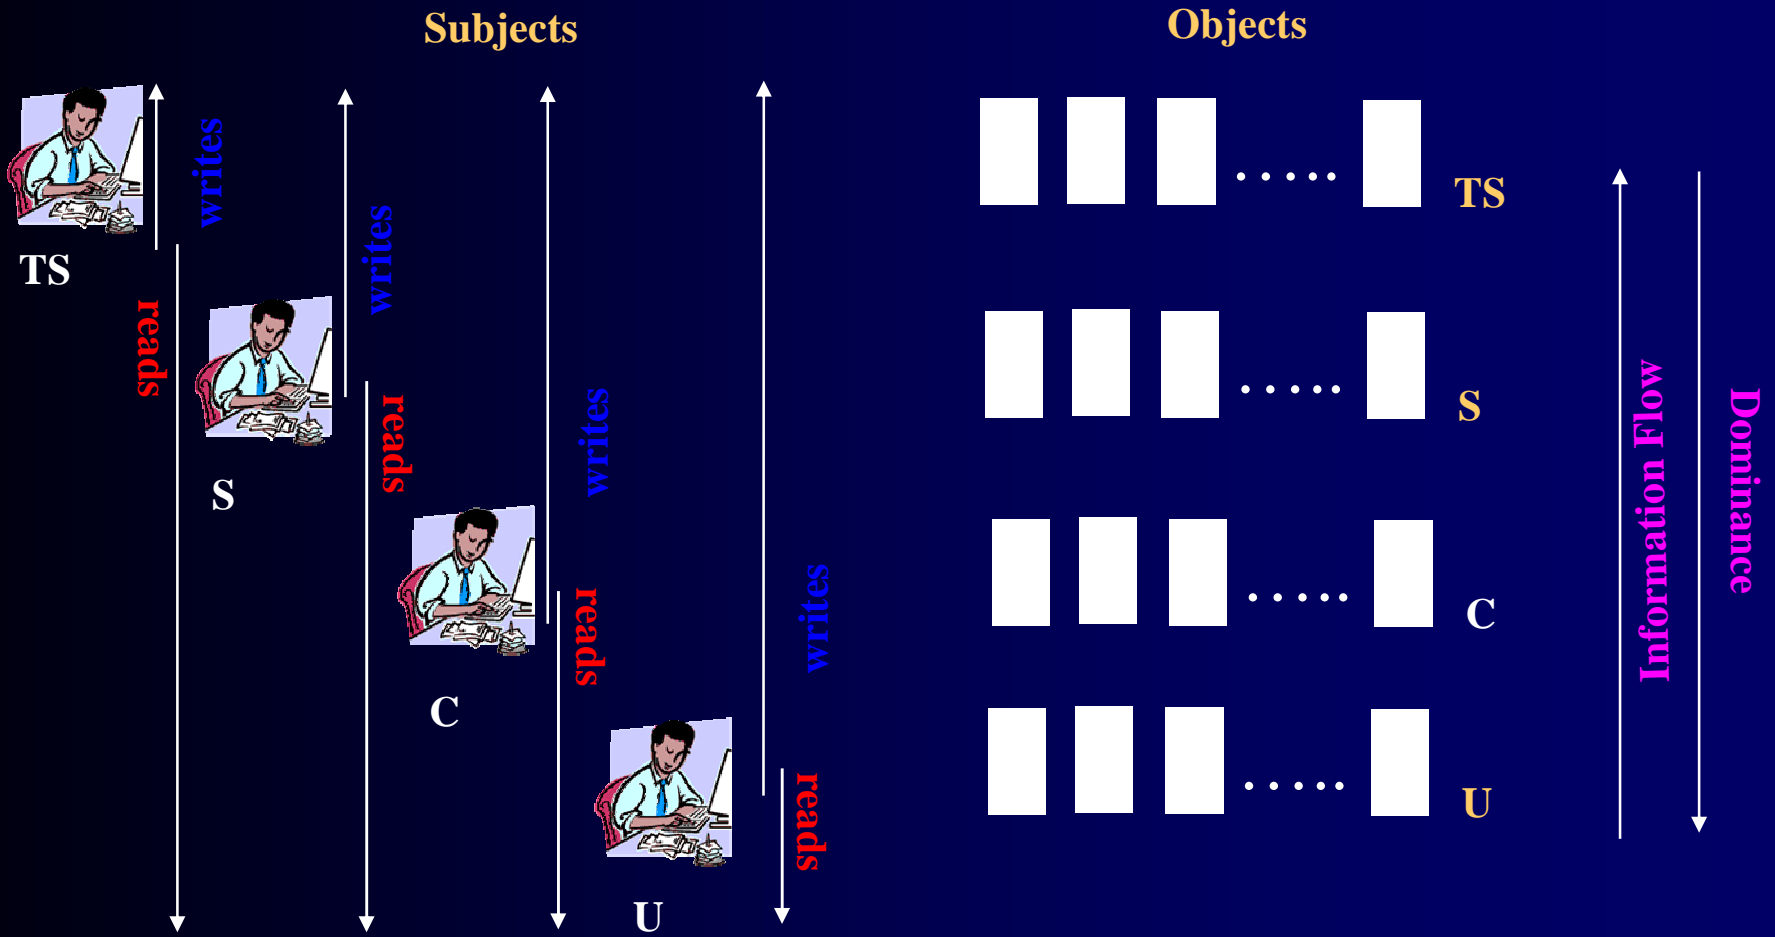 Subjects
Objects
writes
TS
reads
writes
S
reads
writes
C
reads
writes
U
reads
TS
S
C
U
Information Flow
Dominance